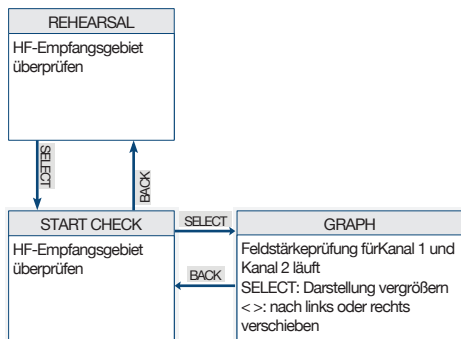 REHEARSAL
HF-Empfangsgebiet
überprüfen
SELECT
BACK
START CHECK
HF-Empfangsgebiet
überprüfen
SELECT
BACK
GRAPH
Feldstärkeprüfung fürKanal 1 und
Kanal 2 läuft
SELECT: Darstellung vergrößern
< >: nach links oder rechts
verschieben